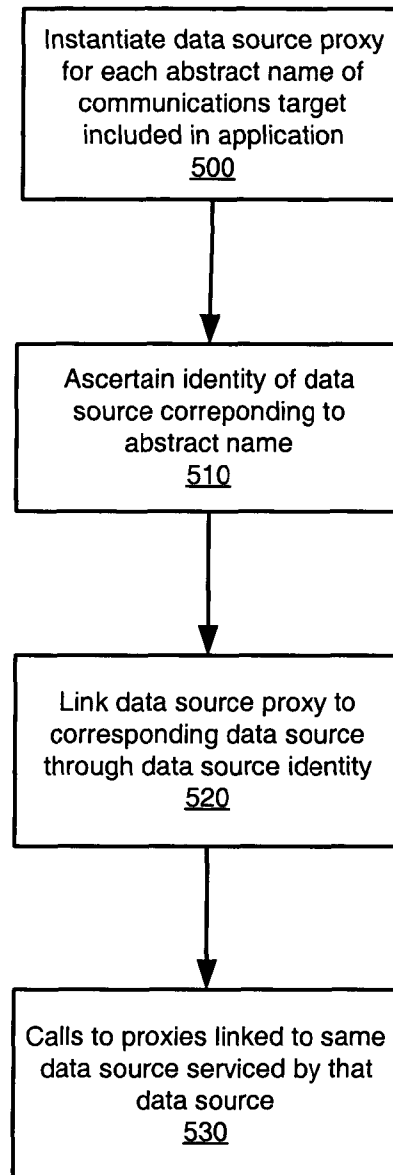 Instantiate data source proxy
for each abstract name of
communications target
included in application
500
Ascertain identity of data
source correponding to
abstract name
510
Link data source proxy to
corresponding data source
through data source identity
520
Calls to proxies linked to same
data source serviced by that
data source
530